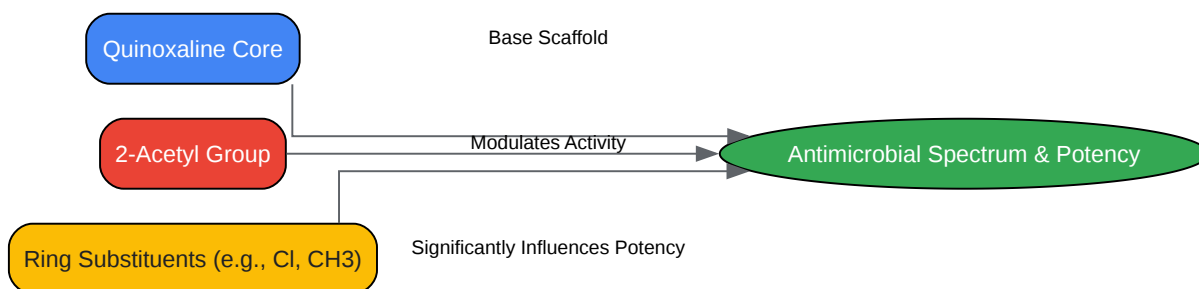 Quinoxaline Core
Base Scaffold
2-Acetyl Group
Modulates Activity
Antimicrobial Spectrum & Potency
Ring Substituents (e.g., Cl, CH3)
Significantly Influences Potency